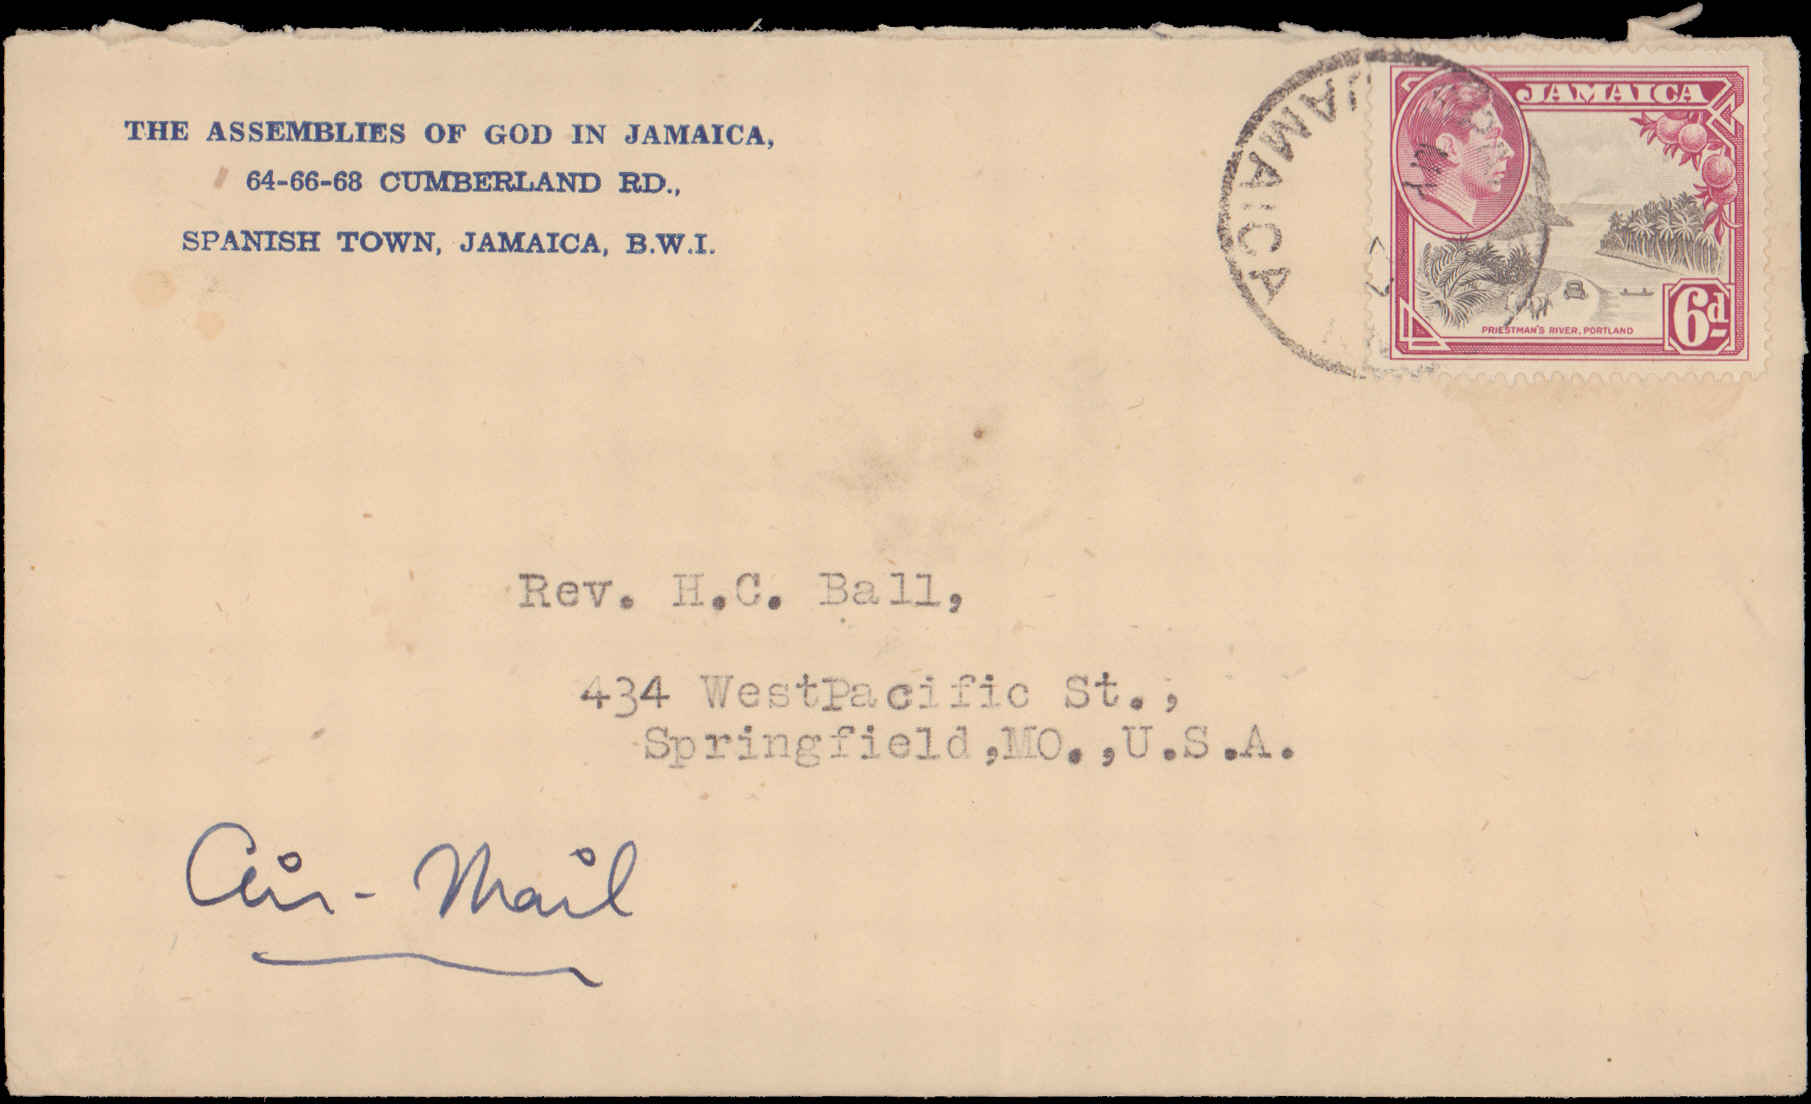 THE ASSEMBLIES OF GOD IN JAMAICA,
64-66-68 CUMBERLAND RD.,
SPANISH TOWN, JAMAICA, B.W.I.
JAMAICA
JAMAICA
PRIESTMAN'S RIVER, PORTLAND
6d
Rev. H.C. Ball,
434 WestPacific St.,
Springfield,MO.,U.S.A.
Air-Mail